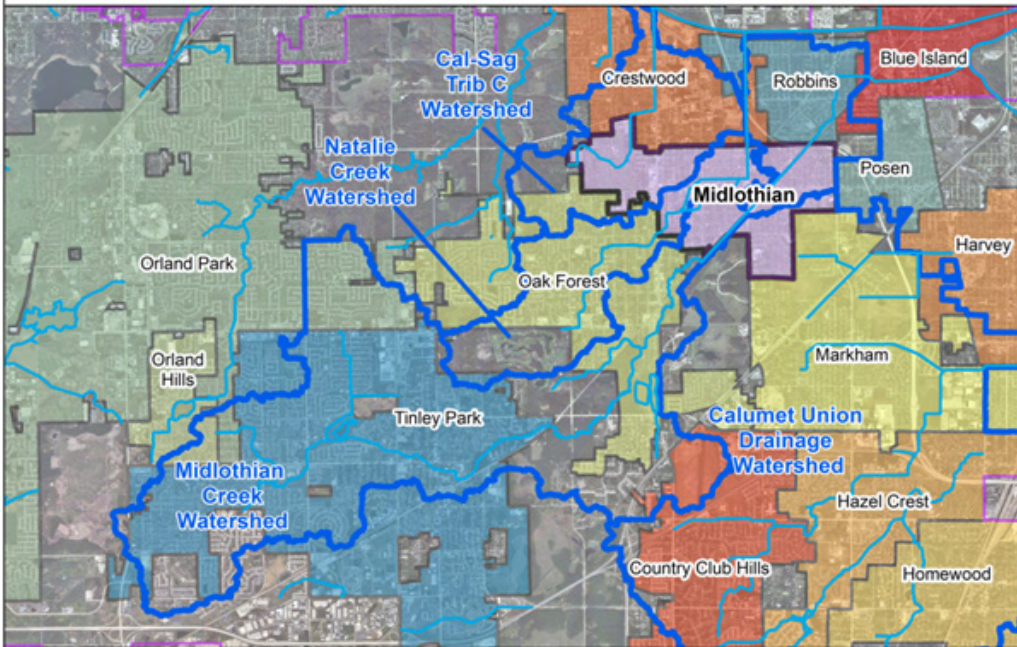 Cal-Sag
Trib C
Watershed
Crestwood
Robbins
Blue Island
Natalie
Creek
Watershed
Posen
Midlothian
Harvey
Orland Park
Oak Forest
Orland
Hills
Markham
Tinley Park
Calumet Union
Drainage
Watershed
Midlothian
Creek
Watershed
Hazel Crest
Country Club Hills
Homewood